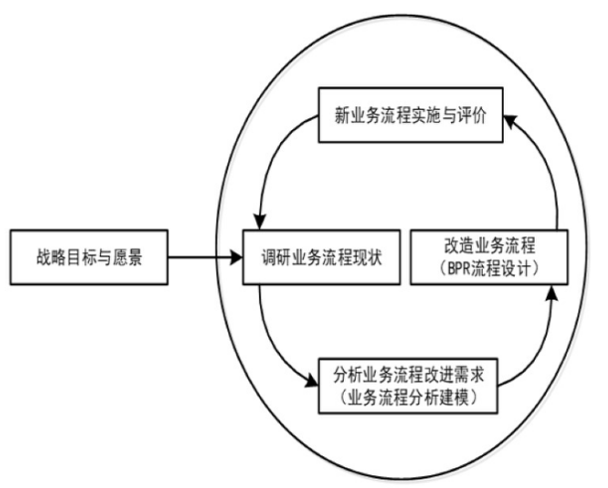 新业务流程实施与评价
战略目标与愿景
调研业务流程现状
改造业务流程
（BPR流程设计）
分析业务流程改进需求
（业务流程分析建模）